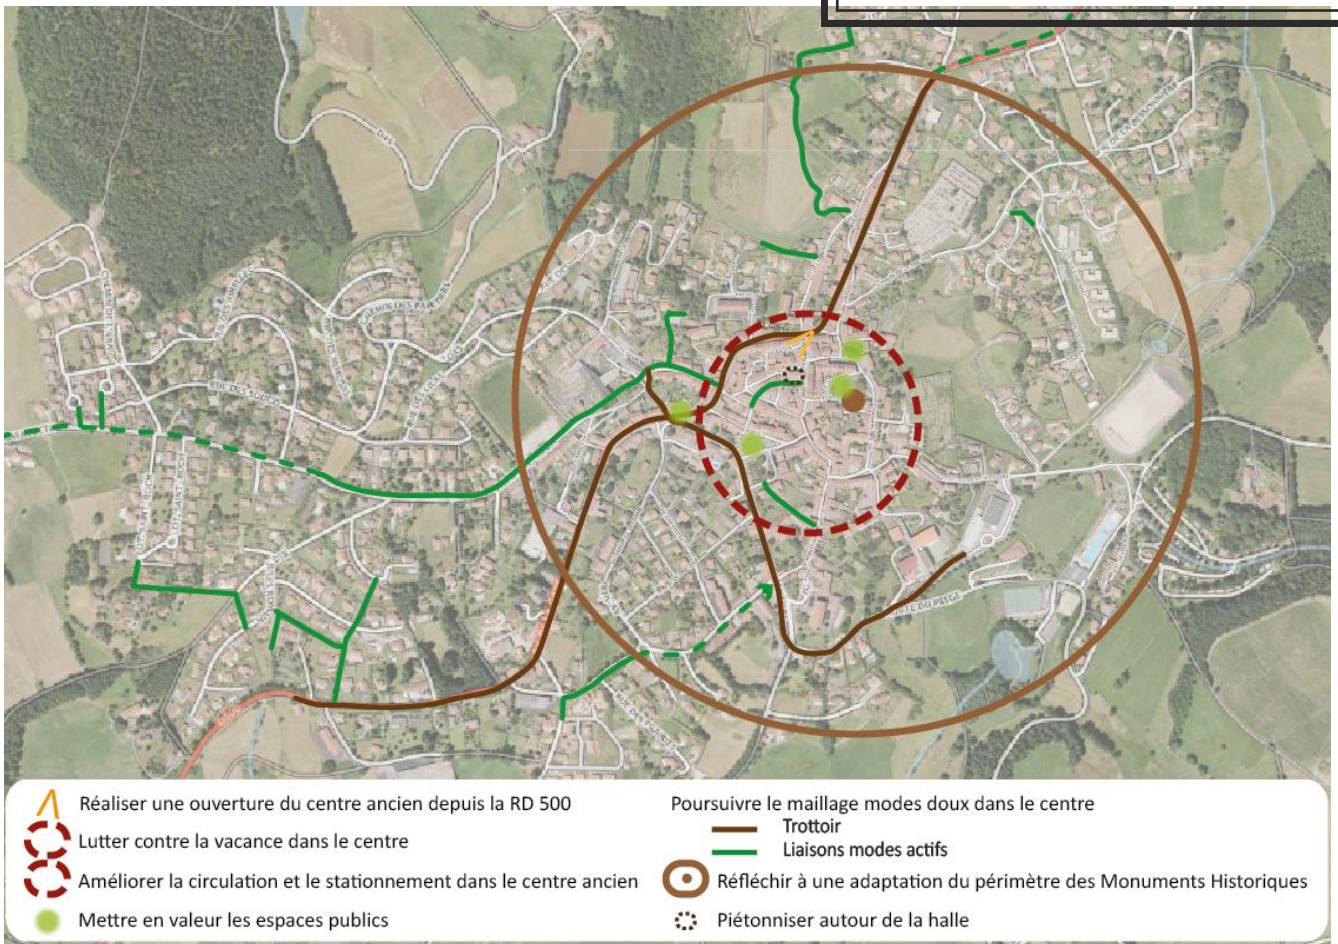 Réaliser une ouverture du centre ancien depuis la RD 500
Lutter contre la vacance dans le centre
Améliorer la circulation et le stationnement dans le centre ancien
Mettre en valeur les espaces publics
Poursuivre le maillage modes doux dans le centre
Trottoir
Liaisons modes actifs
Réfléchir à une adaptation du périmètre des Monuments Historiques
Piétonniser autour de la halle